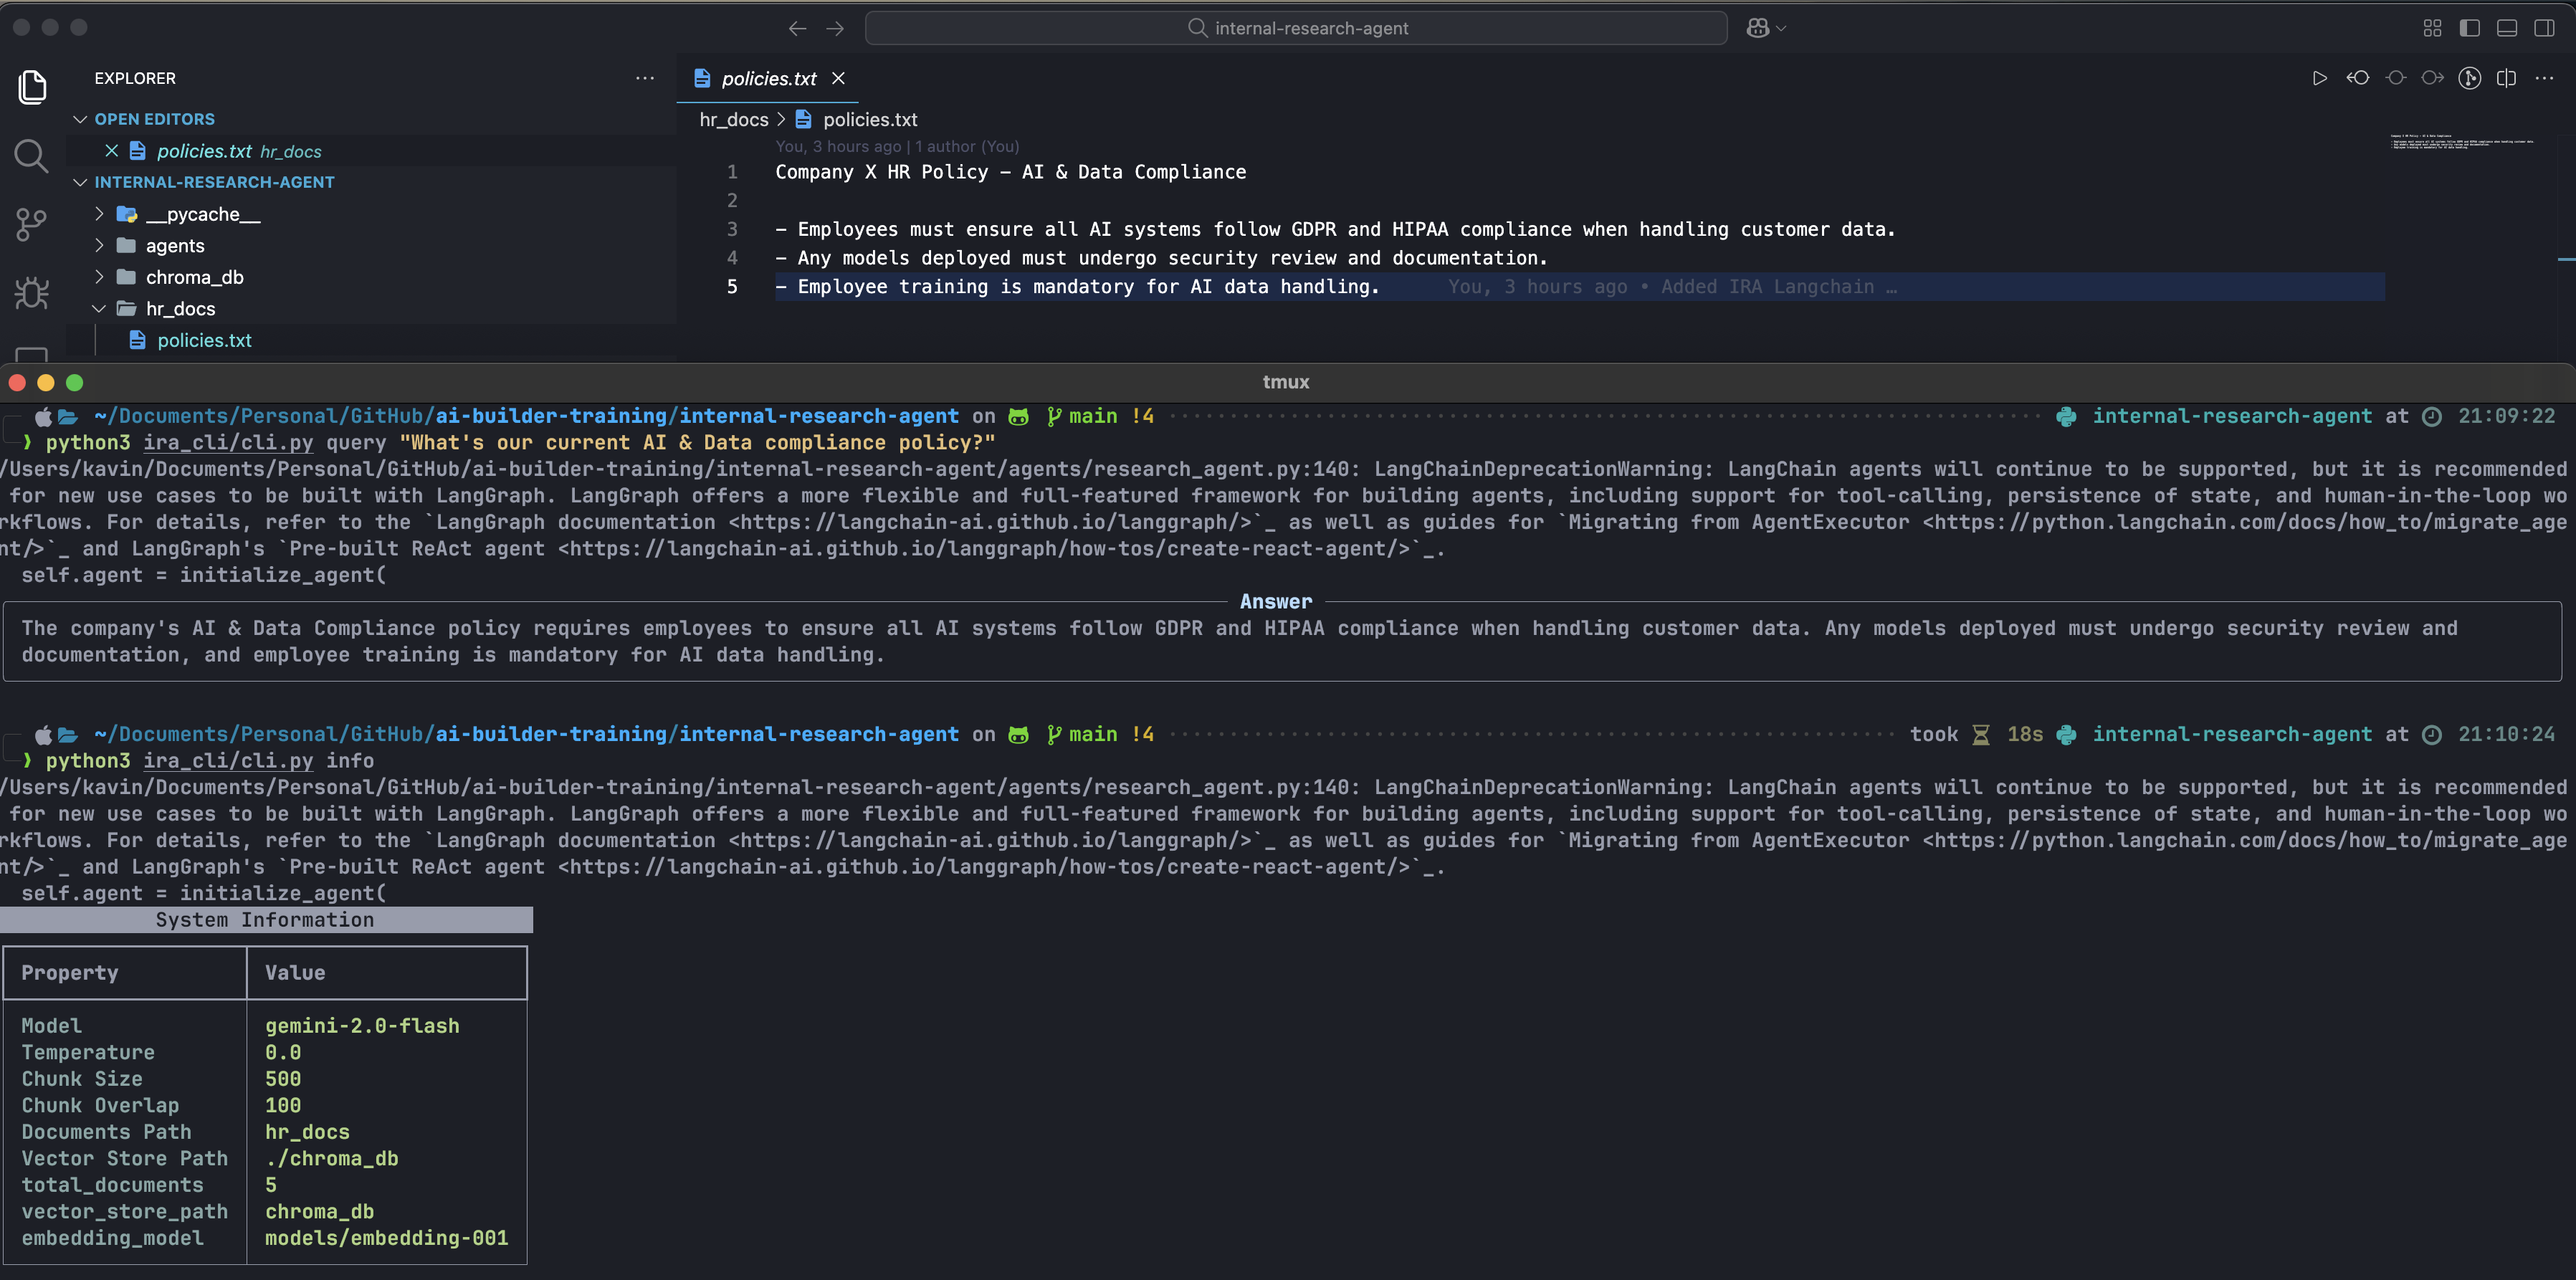 internal-research-agent
EXPLORER
OPEN EDITORS
policies.txt hr_docs
INTERNAL-RESEARCH-AGENT
__pycache__
agents
chroma_db
hr_docs
policies.txt
policies.txt
hr_docs > policies.txt
You, 3 hours ago | 1 author (You)
1 Company X HR Policy – AI & Data Compliance
2
3 – Employees must ensure all AI systems follow GDPR and HIPAA compliance when handling customer data.
4 – Any models deployed must undergo security review and documentation.
5 – Employee training is mandatory for AI data handling. You, 3 hours ago • Added IRA Langchain …
tmux
~/Documents/Personal/GitHub/ai-builder-training/internal-research-agent on main !4 internal-research-agent at 21:09:22
❯ python3 ira_cli/cli.py query "What's our current AI & Data compliance policy?"
/Users/kavin/Documents/Personal/GitHub/ai-builder-training/internal-research-agent/agents/research_agent.py:140: LangChainDeprecationWarning: LangChain agents will continue to be supported, but it is recommended
for new use cases to be built with LangGraph. LangGraph offers a more flexible and full-featured framework for building agents, including support for tool-calling, persistence of state, and human-in-the-loop wo
rkflows. For details, refer to the `LangGraph documentation <https://langchain-ai.github.io/langgraph/>`_ as well as guides for `Migrating from AgentExecutor <https://python.langchain.com/docs/how_to/migrate_age
nt/>`_ and LangGraph's `Pre-built ReAct agent <https://langchain-ai.github.io/langgraph/how-tos/create-react-agent/>`_.
self.agent = initialize_agent(
Answer
The company's AI & Data Compliance policy requires employees to ensure all AI systems follow GDPR and HIPAA compliance when handling customer data. Any models deployed must undergo security review and
documentation, and employee training is mandatory for AI data handling.
~/Documents/Personal/GitHub/ai-builder-training/internal-research-agent on main !4 took 18s internal-research-agent at 21:10:24
❯ python3 ira_cli/cli.py info
/Users/kavin/Documents/Personal/GitHub/ai-builder-training/internal-research-agent/agents/research_agent.py:140: LangChainDeprecationWarning: LangChain agents will continue to be supported, but it is recommended
for new use cases to be built with LangGraph. LangGraph offers a more flexible and full-featured framework for building agents, including support for tool-calling, persistence of state, and human-in-the-loop wo
rkflows. For details, refer to the `LangGraph documentation <https://langchain-ai.github.io/langgraph/>`_ as well as guides for `Migrating from AgentExecutor <https://python.langchain.com/docs/how_to/migrate_age
nt/>`_ and LangGraph's `Pre-built ReAct agent <https://langchain-ai.github.io/langgraph/how-tos/create-react-agent/>`_.
self.agent = initialize_agent(
System Information
Property Value
Model gemini-2.0-flash
Temperature 0.0
Chunk Size 500
Chunk Overlap 100
Documents Path hr_docs
Vector Store Path ./chroma_db
total_documents 5
vector_store_path chroma_db
embedding_model models/embedding-001